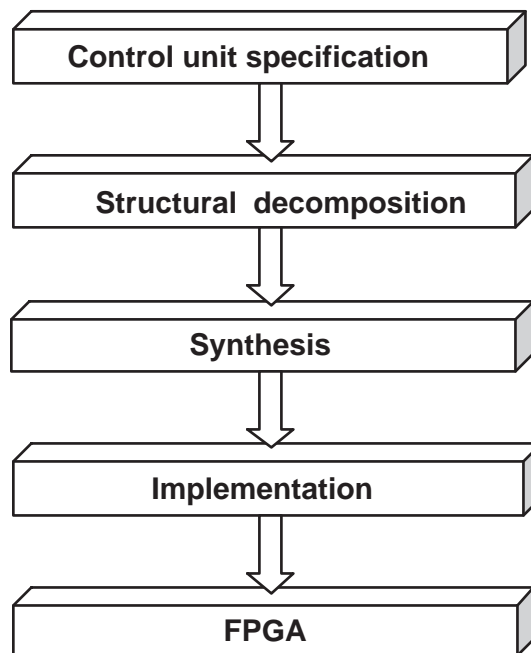 Control unit specification
Structural decomposition
Synthesis
Implementation
FPGA